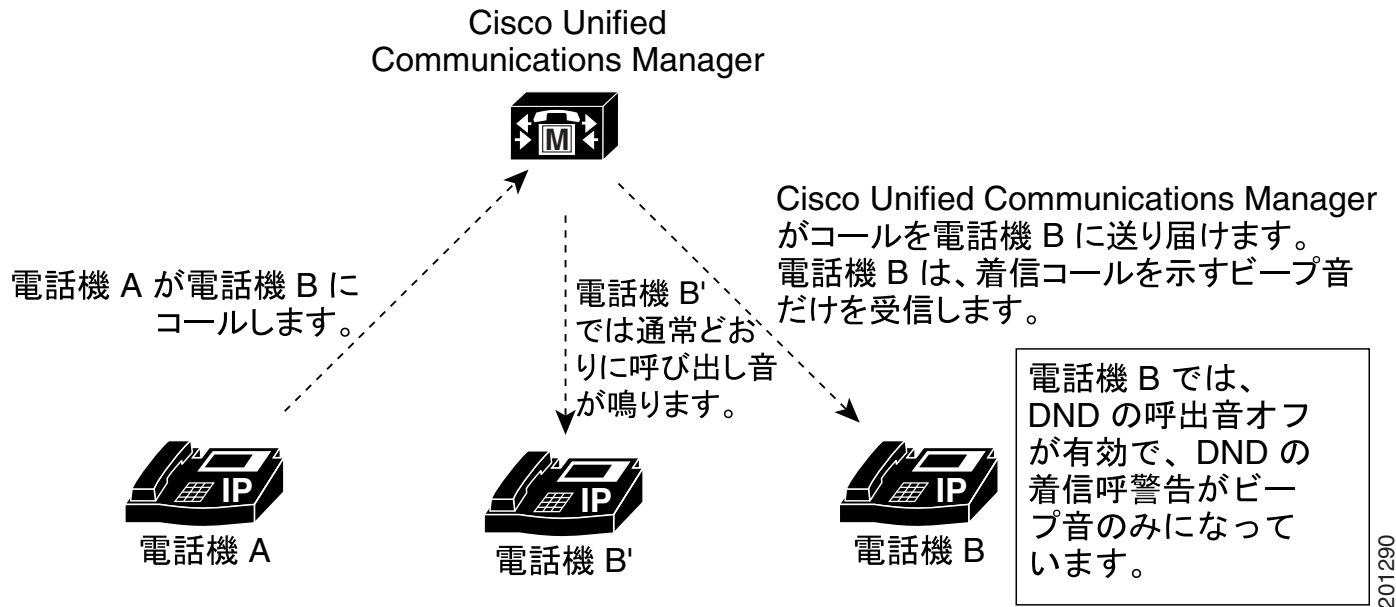 Cisco Unified
Communications Manager
M
Cisco Unified Communications Manager
がコールを電話機 B に送り届けます。
電話機 B は、着信コールを示すビープ音
だけを受信します。
電話機 A が電話機 B に
コールします。
電話機 B'
では通常どお
りに呼び出し音
が鳴ります。
電話機 B では、
DND の呼出音オフ
が有効で、DND の
着信呼警告がビー
プ音のみになって
います。
IP
電話機 A
IP
電話機 B'
IP
電話機 B
201290